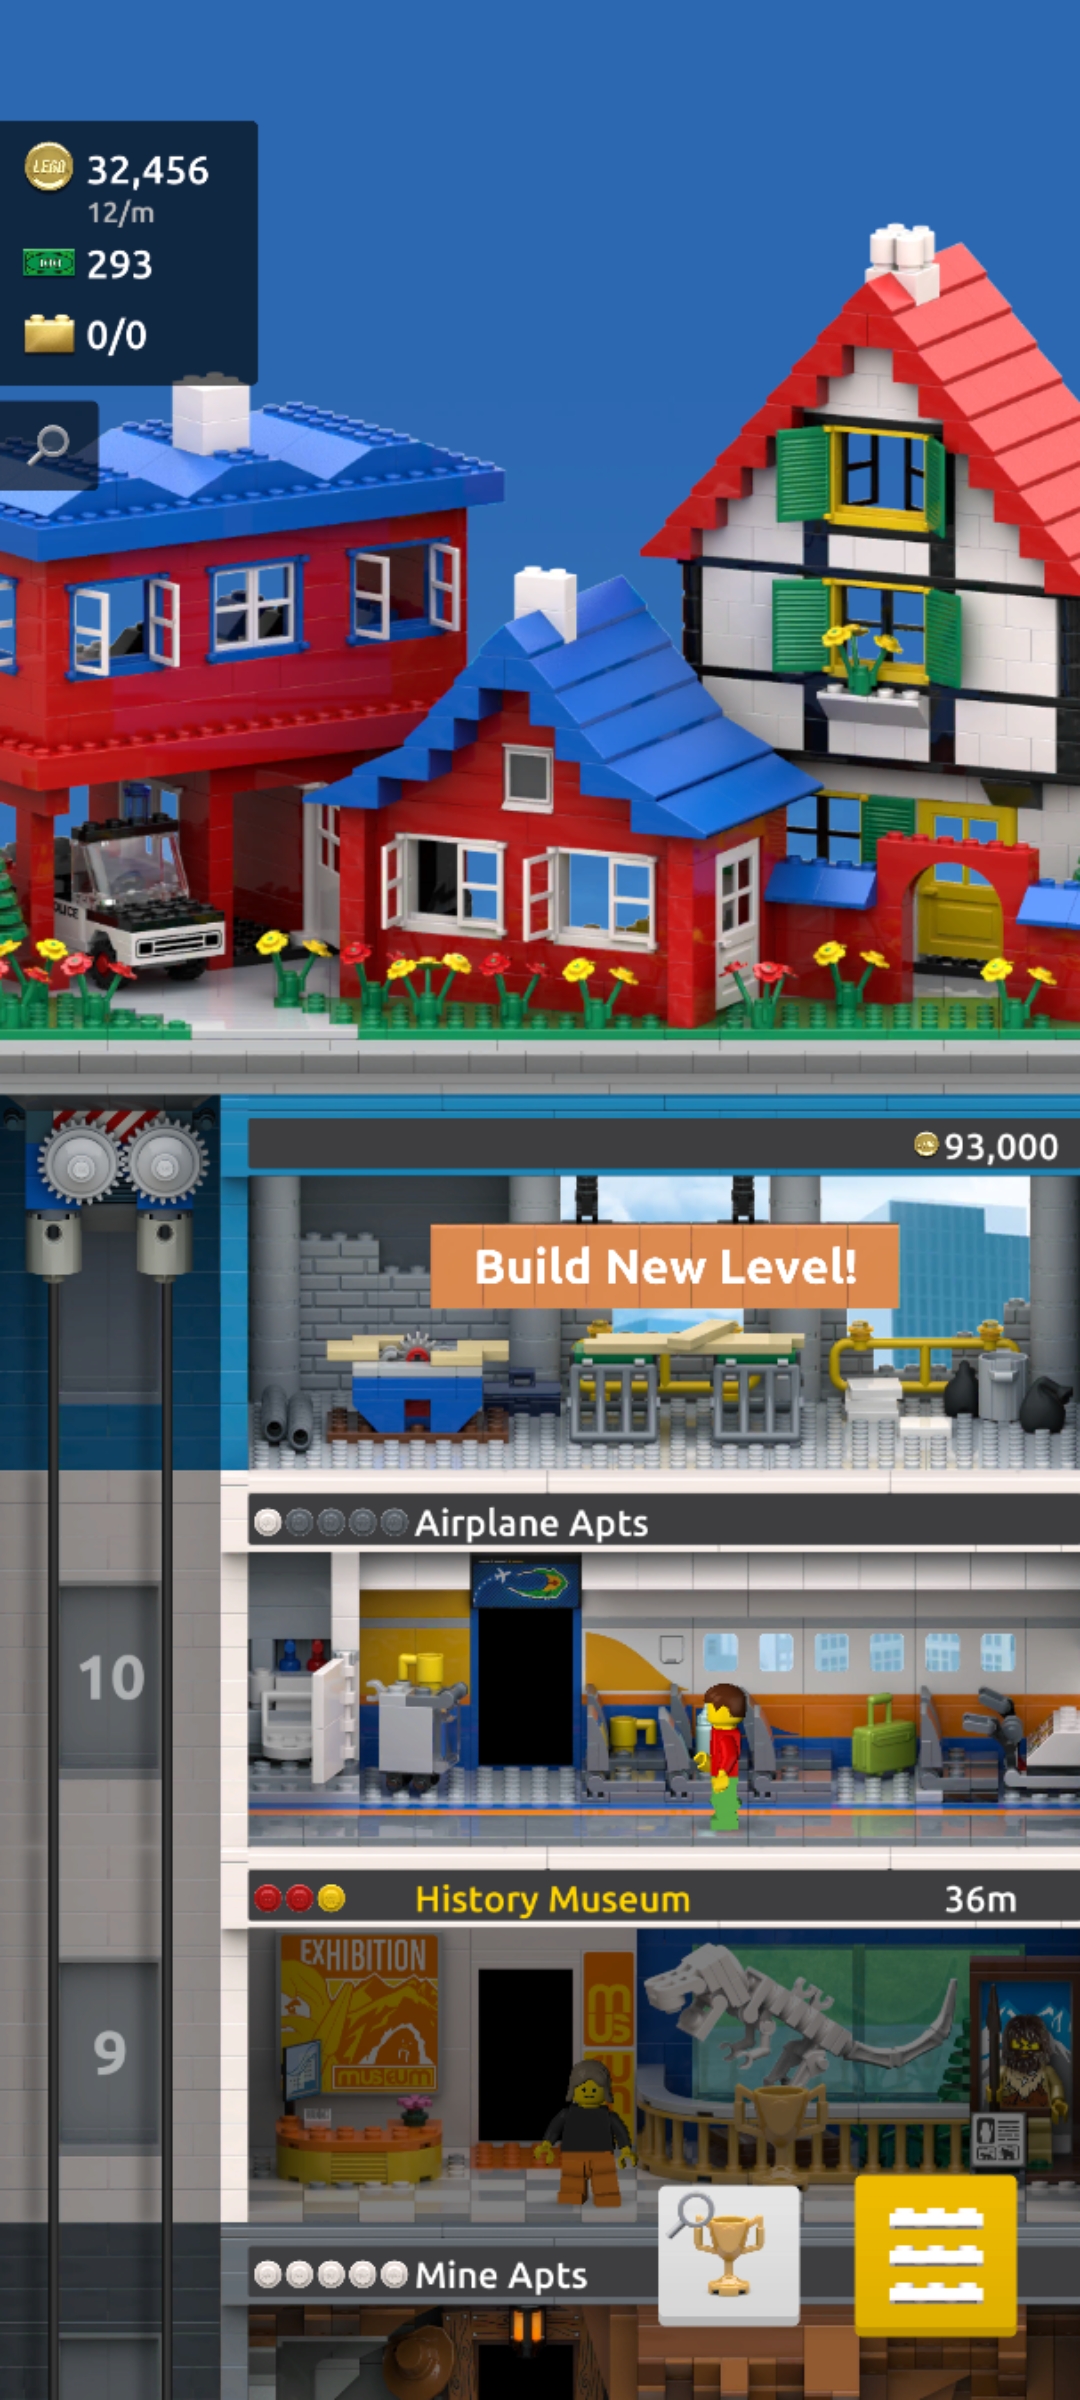 LEGO
32,456
12/m
293
0/0
POLICE
93,000
Build New Level!
Airplane Apts
10
History Museum
36m
EXHIBITION
MUSEUM
9
Mine Apts